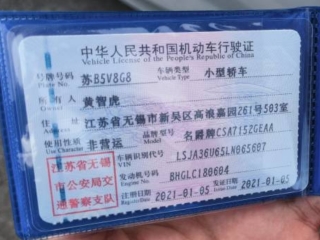 中华人民共和国机动车行驶证
Vehicle License of the People's Republic of China
号牌号码 苏B5V8G8 车辆类型 小型轿车
Plate No. Vehicle Type
所有人 黄智虎
Owner
住址 江苏省无锡市新吴区高浪嘉园261号503室
Address
使用性质 非营运 品牌型号 名爵牌CSA7152GEAA
Use Character Model
江苏省无锡市公安局交通警察支队
车辆识别代号 LSJA36U65LN065607
VIN
发动机号码 BHGLC180604
Engine No.
注册日期 2021-01-05 发证日期 2021-01-05
Register Date Issue Date